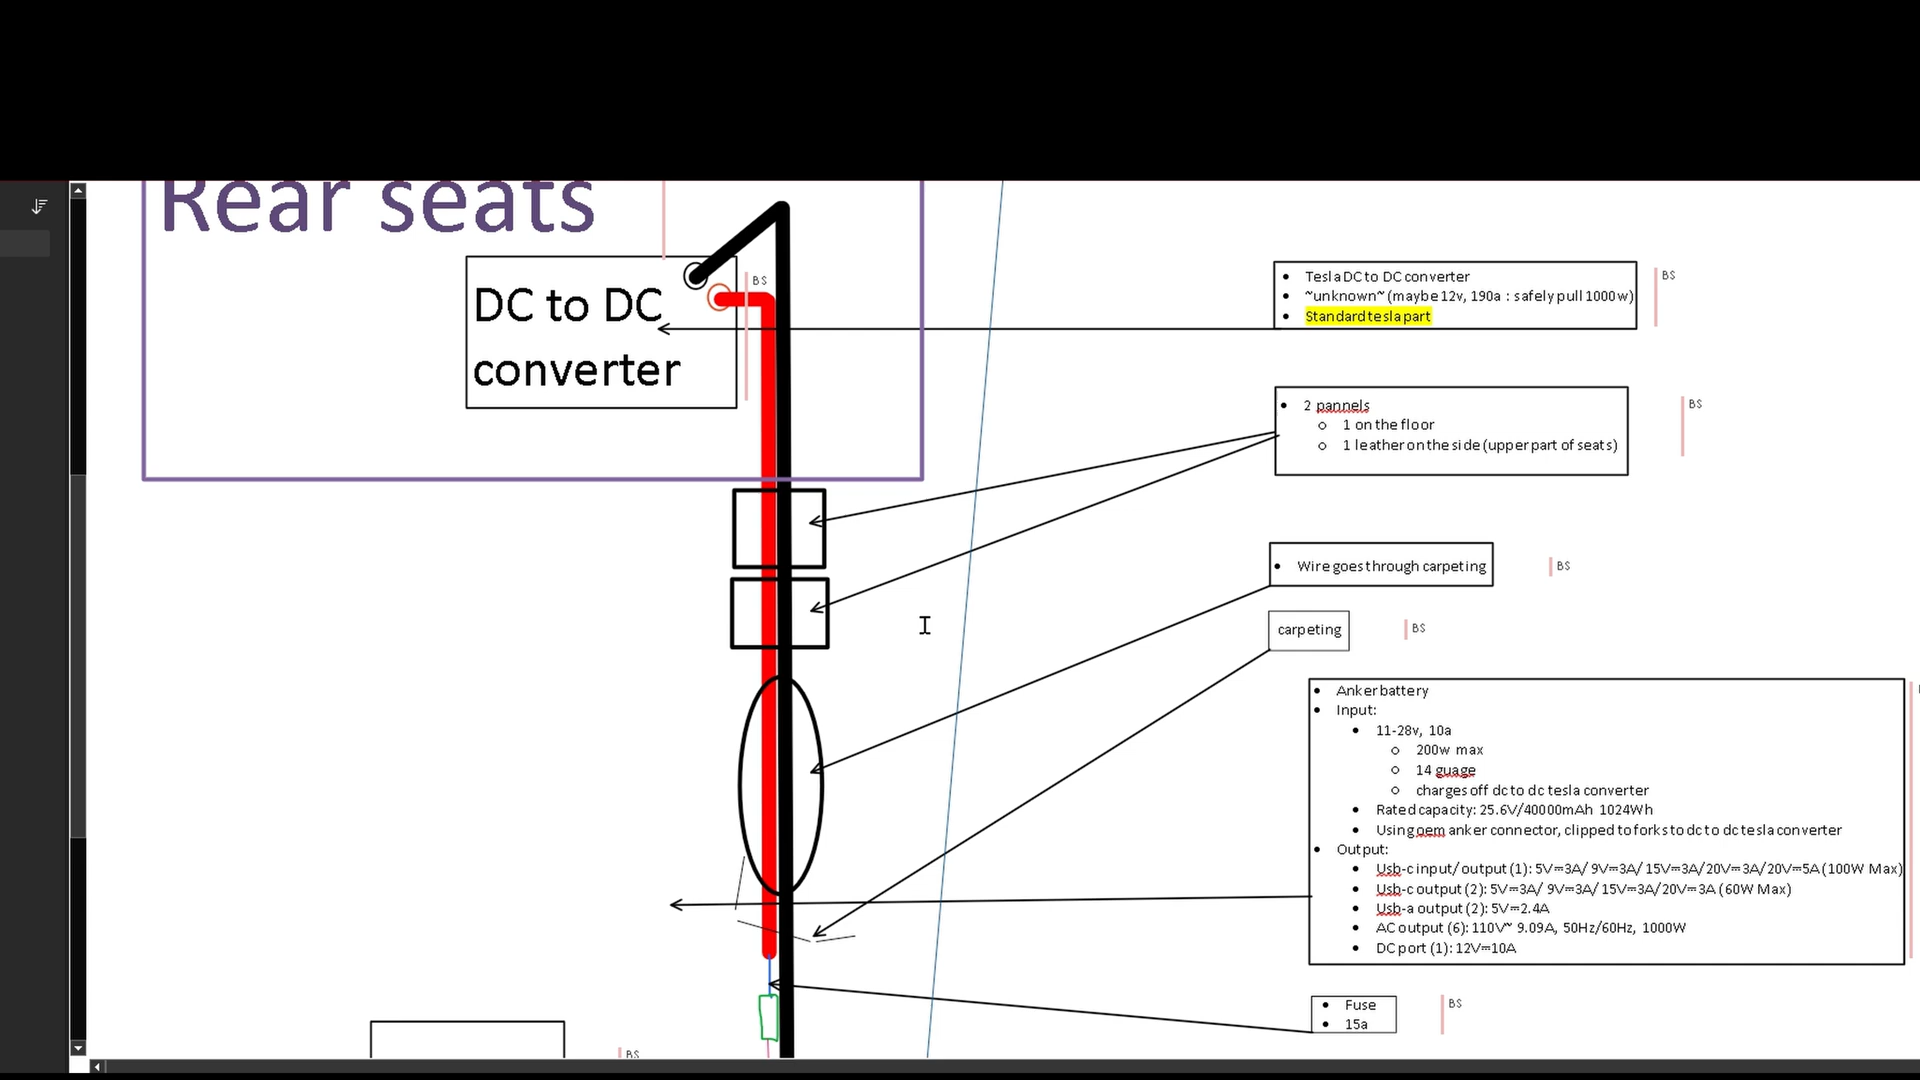 Rear seats
DC to DC
converter
BS
Tesla DC to DC converter
~unknown~ (maybe 12v, 190a : safely pull 1000w)
Standard tesla part
BS
2 pannels
1 on the floor
1 leather on the side (upper part of seats)
BS
Wire goes through carpeting
BS
carpeting
BS
Anker battery
Input:
11-28v, 10a
200w max
14 guage
charges off dc to dc tesla converter
Rated capacity: 25.6V/40000mAh 1024Wh
Using oem anker connector, clipped to forks to dc to dc tesla converter
Output:
Usb-c input/output (1): 5V=3A/ 9V=3A/ 15V=3A/20V=3A/20V=5A (100W Max)
Usb-c output (2): 5V=3A/ 9V=3A/ 15V=3A/20V=3A (60W Max)
Usb-a output (2): 5V=2.4A
AC output (6): 110V~ 9.09A, 50Hz/60Hz, 1000W
DC port (1): 12V=10A
Fuse
15a
BS
BS